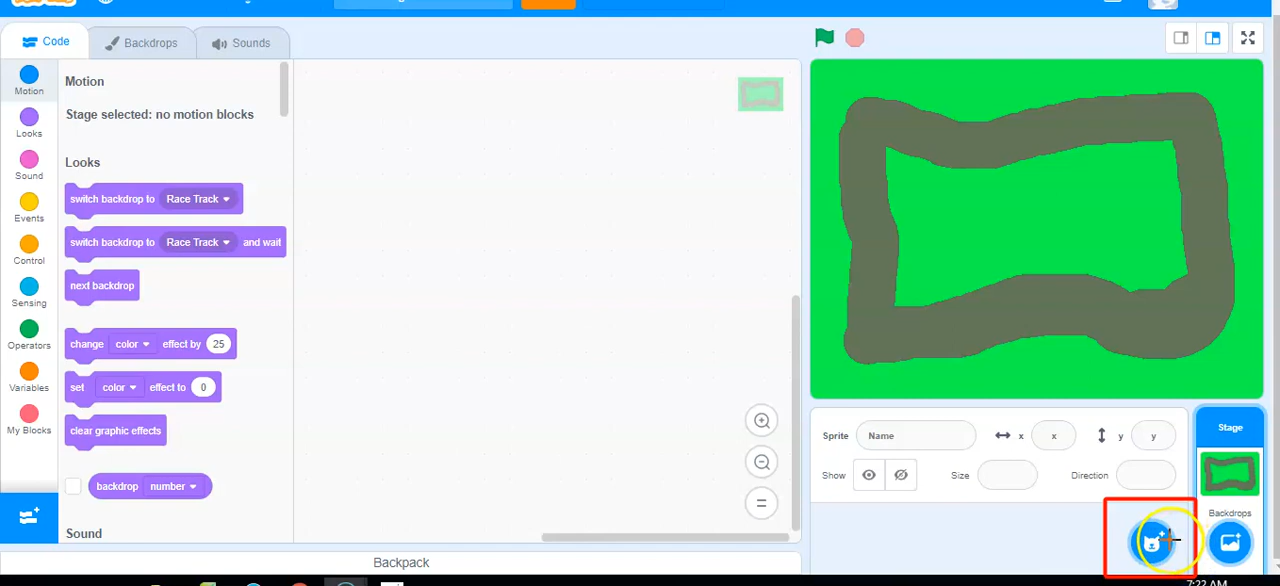 Code
Backdrops
Sounds
Motion
Looks
Sound
Events
Control
Sensing
Operators
Variables
My Blocks
Motion
Stage selected: no motion blocks
Looks
switch backdrop to Race Track
switch backdrop to Race Track and wait
next backdrop
change color effect by 25
set color effect to 0
clear graphic effects
backdrop number
Sound
Sprite Name
x x
y y
Show
Size
Direction
Stage
Backdrops
Backpack
7:22 AM